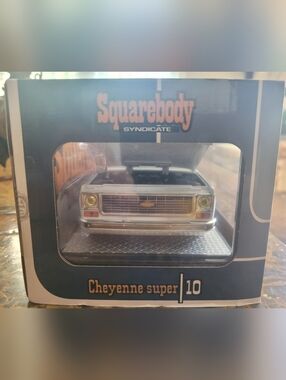 Squarebody
SYNDICATE
Cheyenne super 10